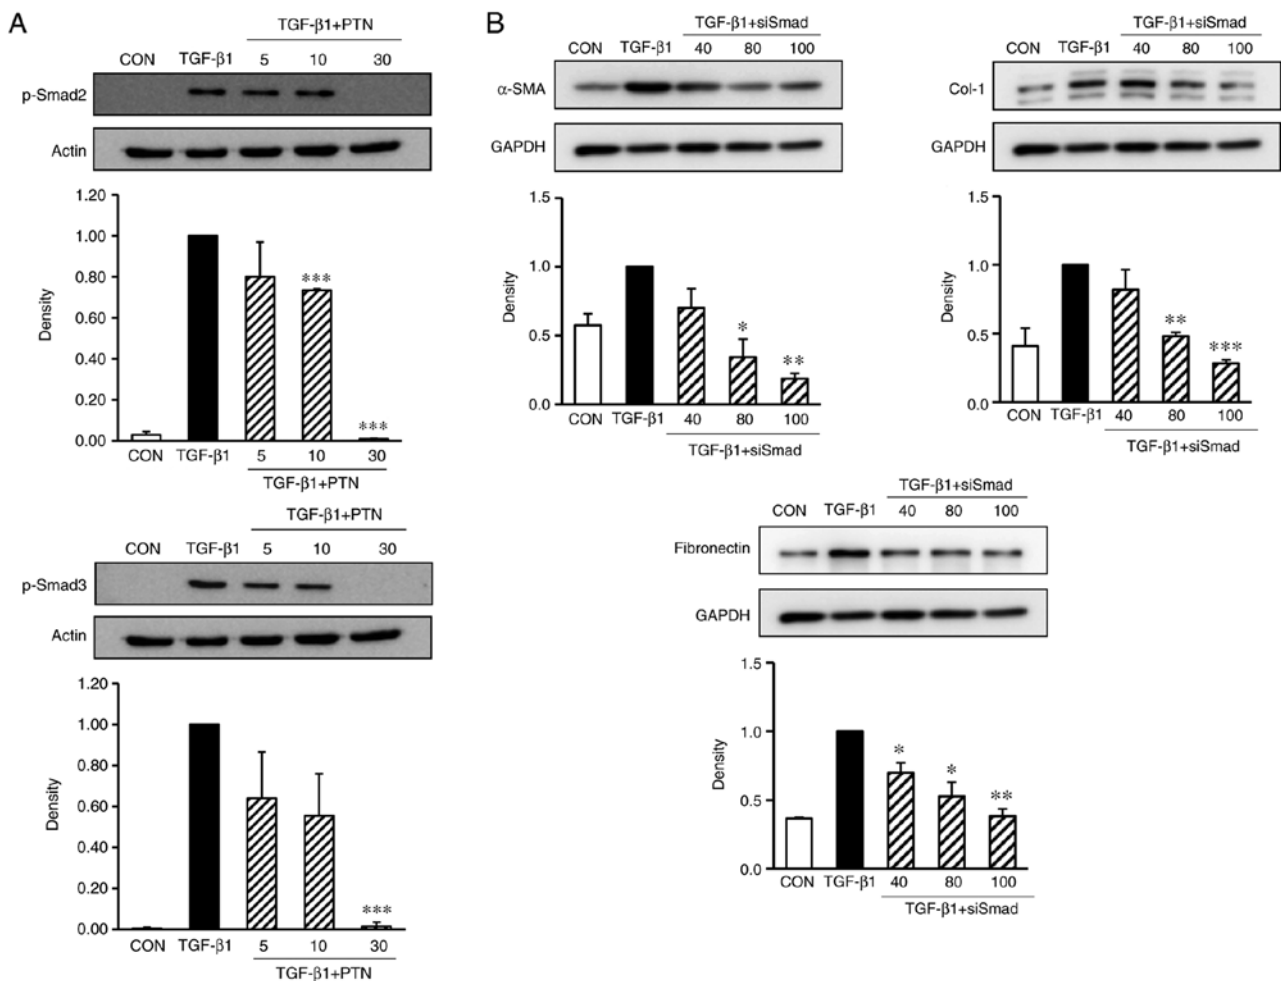 A
TGF-β1+PTN
CON TGF-β1 5 10 30
p-Smad2
Actin
1.20
1.00
0.80
0.60
0.40
0.20
0.00
Density
***
***
CON TGF-β1 5 10 30
TGF-β1+PTN
TGF-β1+PTN
CON TGF-β1 5 10 30
p-Smad3
Actin
1.20
1.00
0.80
0.60
0.40
0.20
0.00
Density
***
CON TGF-β1 5 10 30
TGF-β1+PTN
B
TGF-β1+siSmad
CON TGF-β1 40 80 100
α-SMA
GAPDH
1.5
1.0
0.5
0.0
Density
*
**
CON TGF-β1 40 80 100
TGF-β1+siSmad
TGF-β1+siSmad
CON TGF-β1 40 80 100
Col-1
GAPDH
1.5
1.0
0.5
0.0
Density
**
***
CON TGF-β1 40 80 100
TGF-β1+siSmad
TGF-β1+siSmad
CON TGF-β1 40 80 100
Fibronectin
GAPDH
1.5
1.0
0.5
0.0
Density
*
*
**
CON TGF-β1 40 80 100
TGF-β1+siSmad